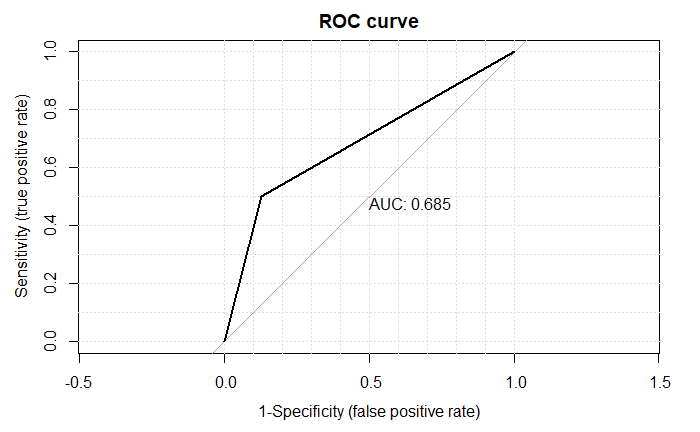 ROC curve
Sensitivity (true positive rate)
1.0
0.8
0.6
0.4
0.2
0.0
AUC: 0.685
-0.5 0.0 0.5 1.0 1.5
1-Specificity (false positive rate)